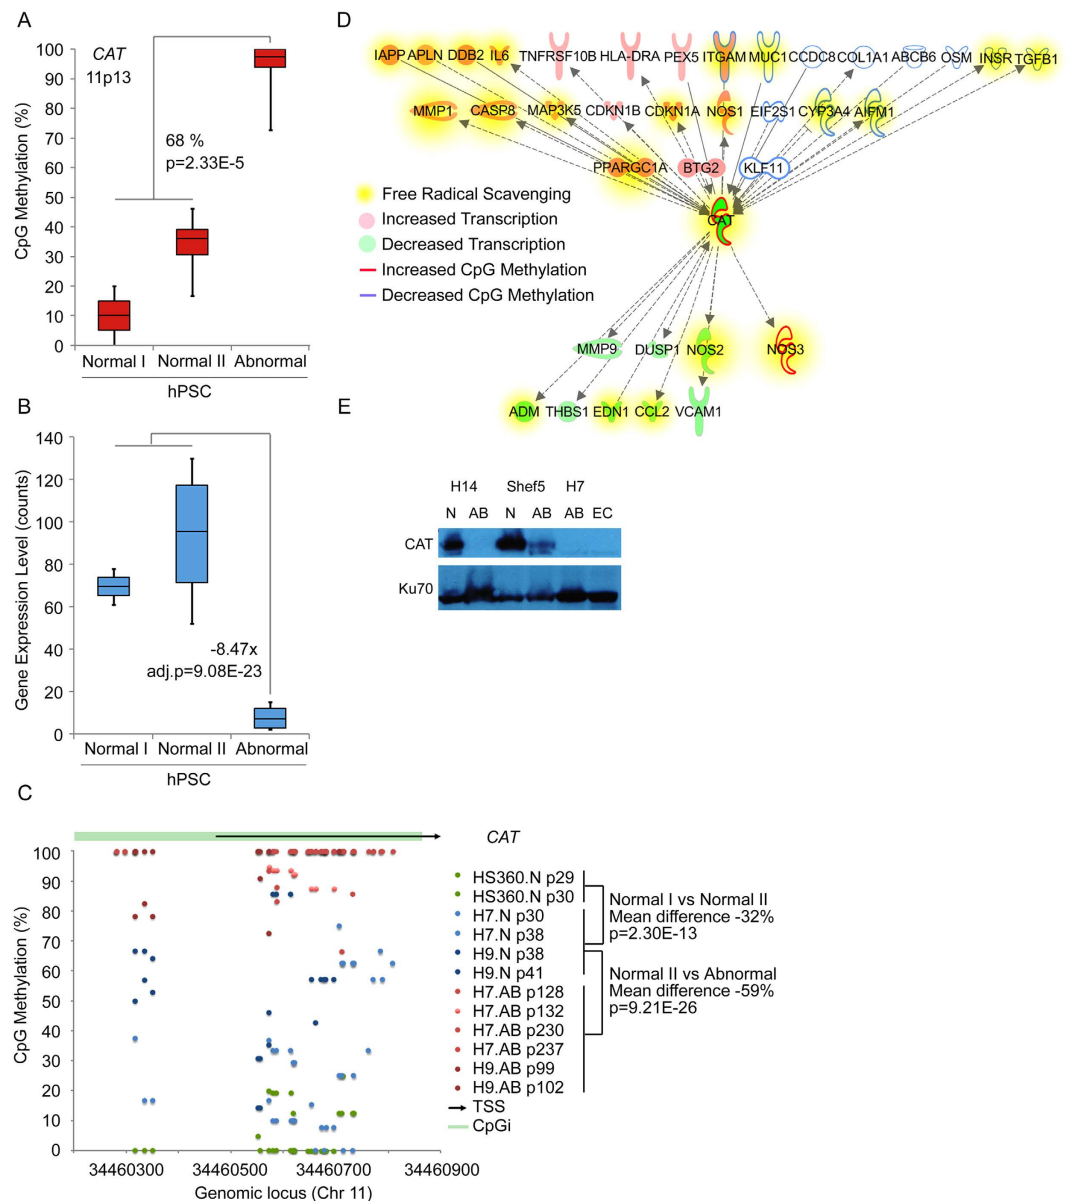 A
CAT
11p13
CpG Methylation (%)
100
90
80
70
60
50
40
30
20
10
0
68 %
p=2.33E-5
Normal I Normal II Abnormal
hPSC
B
Gene Expression Level (counts)
140
120
100
80
60
40
20
0
-8.47x
adj.p=9.08E-23
Normal I Normal II Abnormal
hPSC
C
CAT
CpG Methylation (%)
100
90
80
70
60
50
40
30
20
10
0
34460300 34460500 34460700 34460900
Genomic locus (Chr 11)
HS360.N p29
HS360.N p30
H7.N p30
H7.N p38
H9.N p38
H9.N p41
H7.AB p128
H7.AB p132
H7.AB p230
H7.AB p237
H9.AB p99
H9.AB p102
TSS
CpGi
Normal I vs Normal II
Mean difference -32%
p=2.30E-13
Normal II vs Abnormal
Mean difference -59%
p=9.21E-26
D
IAPP APLN DDB2 IL6 TNFRSF10B HLA-DRA PEX5 ITGAM MUC1 CCDC8 COL1A1 ABCB6 OSM INSR TGFB1
MMP1 CASP8 MAP3K5 CDKN1B CDKN1A NOS1 EIF2S1 CYP3A4 AIFM1
PPARGC1A BTG2 KLF11
CAT
Free Radical Scavenging
Increased Transcription
Decreased Transcription
Increased CpG Methylation
Decreased CpG Methylation
MMP9 DUSP1 NOS2 NOS3
ADM THBS1 EDN1 CCL2 VCAM1
E
H14 Shef5 H7
N AB N AB AB EC
CAT
Ku70